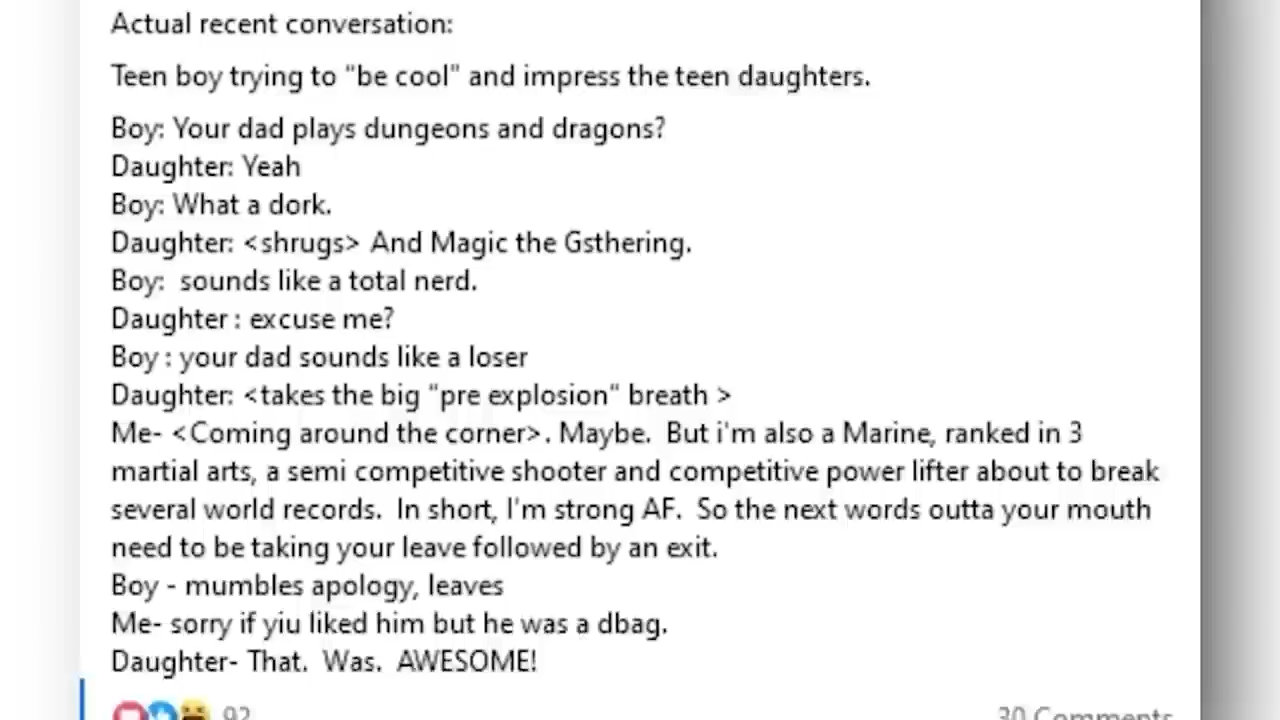 Actual recent conversation:
Teen boy trying to "be cool" and impress the teen daughters.
Boy: Your dad plays dungeons and dragons?
Daughter: Yeah
Boy: What a dork.
Daughter: <shrugs> And Magic the Gsthering.
Boy:  sounds like a total nerd.
Daughter : excuse me?
Boy : your dad sounds like a loser
Daughter: <takes the big "pre explosion" breath >
Me- <Coming around the corner>. Maybe.  But i'm also a Marine, ranked in 3
martial arts, a semi competitive shooter and competitive power lifter about to break
several world records.  In short, I'm strong AF.  So the next words outta your mouth
need to be taking your leave followed by an exit.
Boy - mumbles apology, leaves
Me- sorry if yiu liked him but he was a dbag.
Daughter- That.  Was.  AWESOME!
92 30 Comments